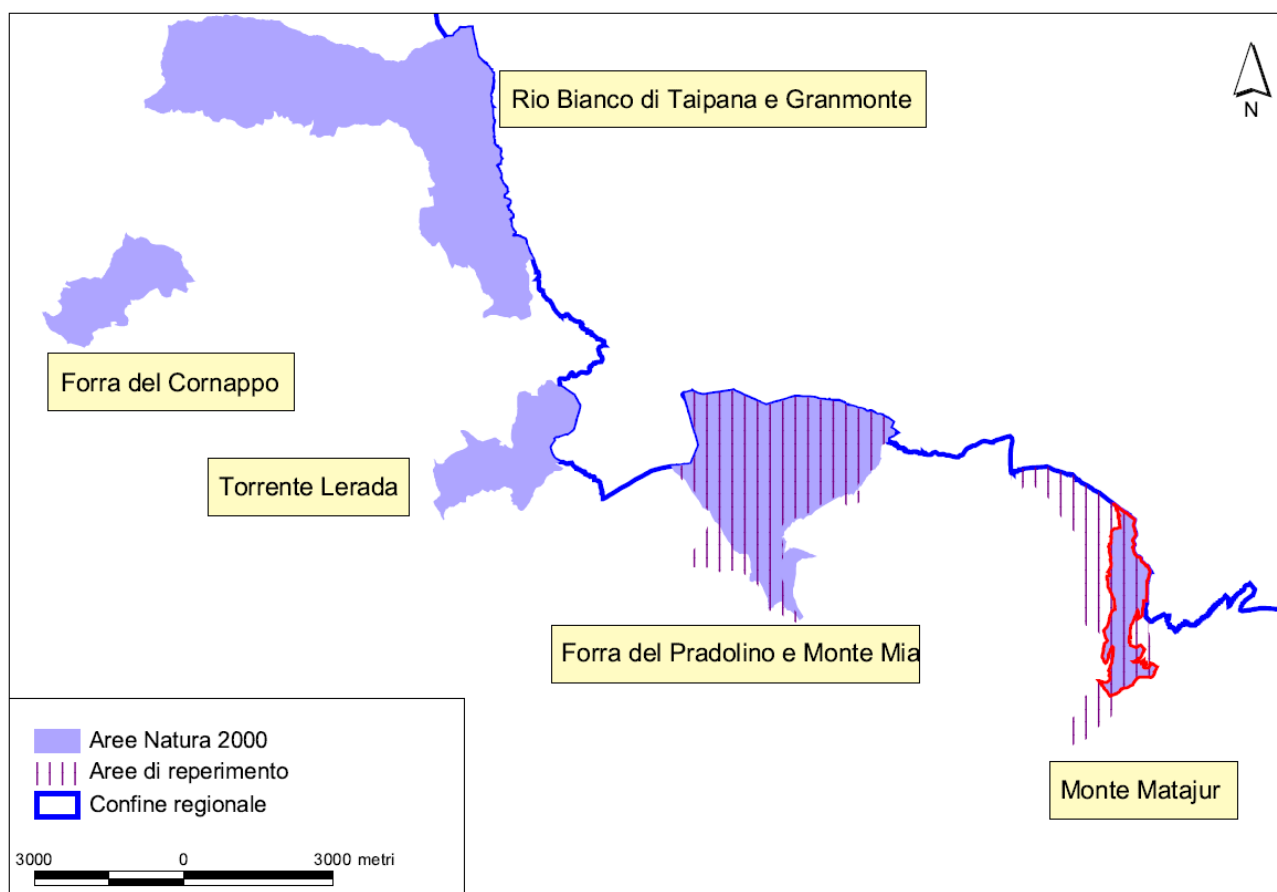 Rio Bianco di Taipana e Granmonte
N
Forra del Cornappo
Torrente Lerada
Forra del Pradolino e Monte Mia
Monte Matajur
Aree Natura 2000
Aree di reperimento
Confine regionale
3000 0 3000 metri